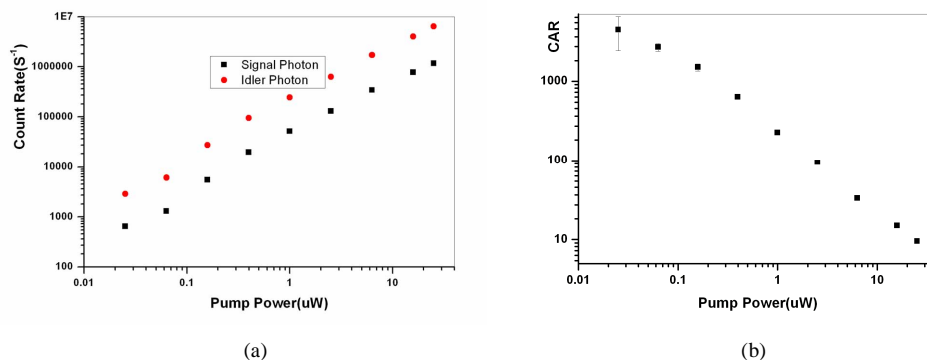 1E7
1000000
100000
10000
1000
100
Count Rate(S⁻¹)
Signal Photon
Idler Photon
0.01
0.1
1
10
Pump Power(uW)
(a)
CAR
1000
100
10
0.01
0.1
1
10
Pump Power(uW)
(b)